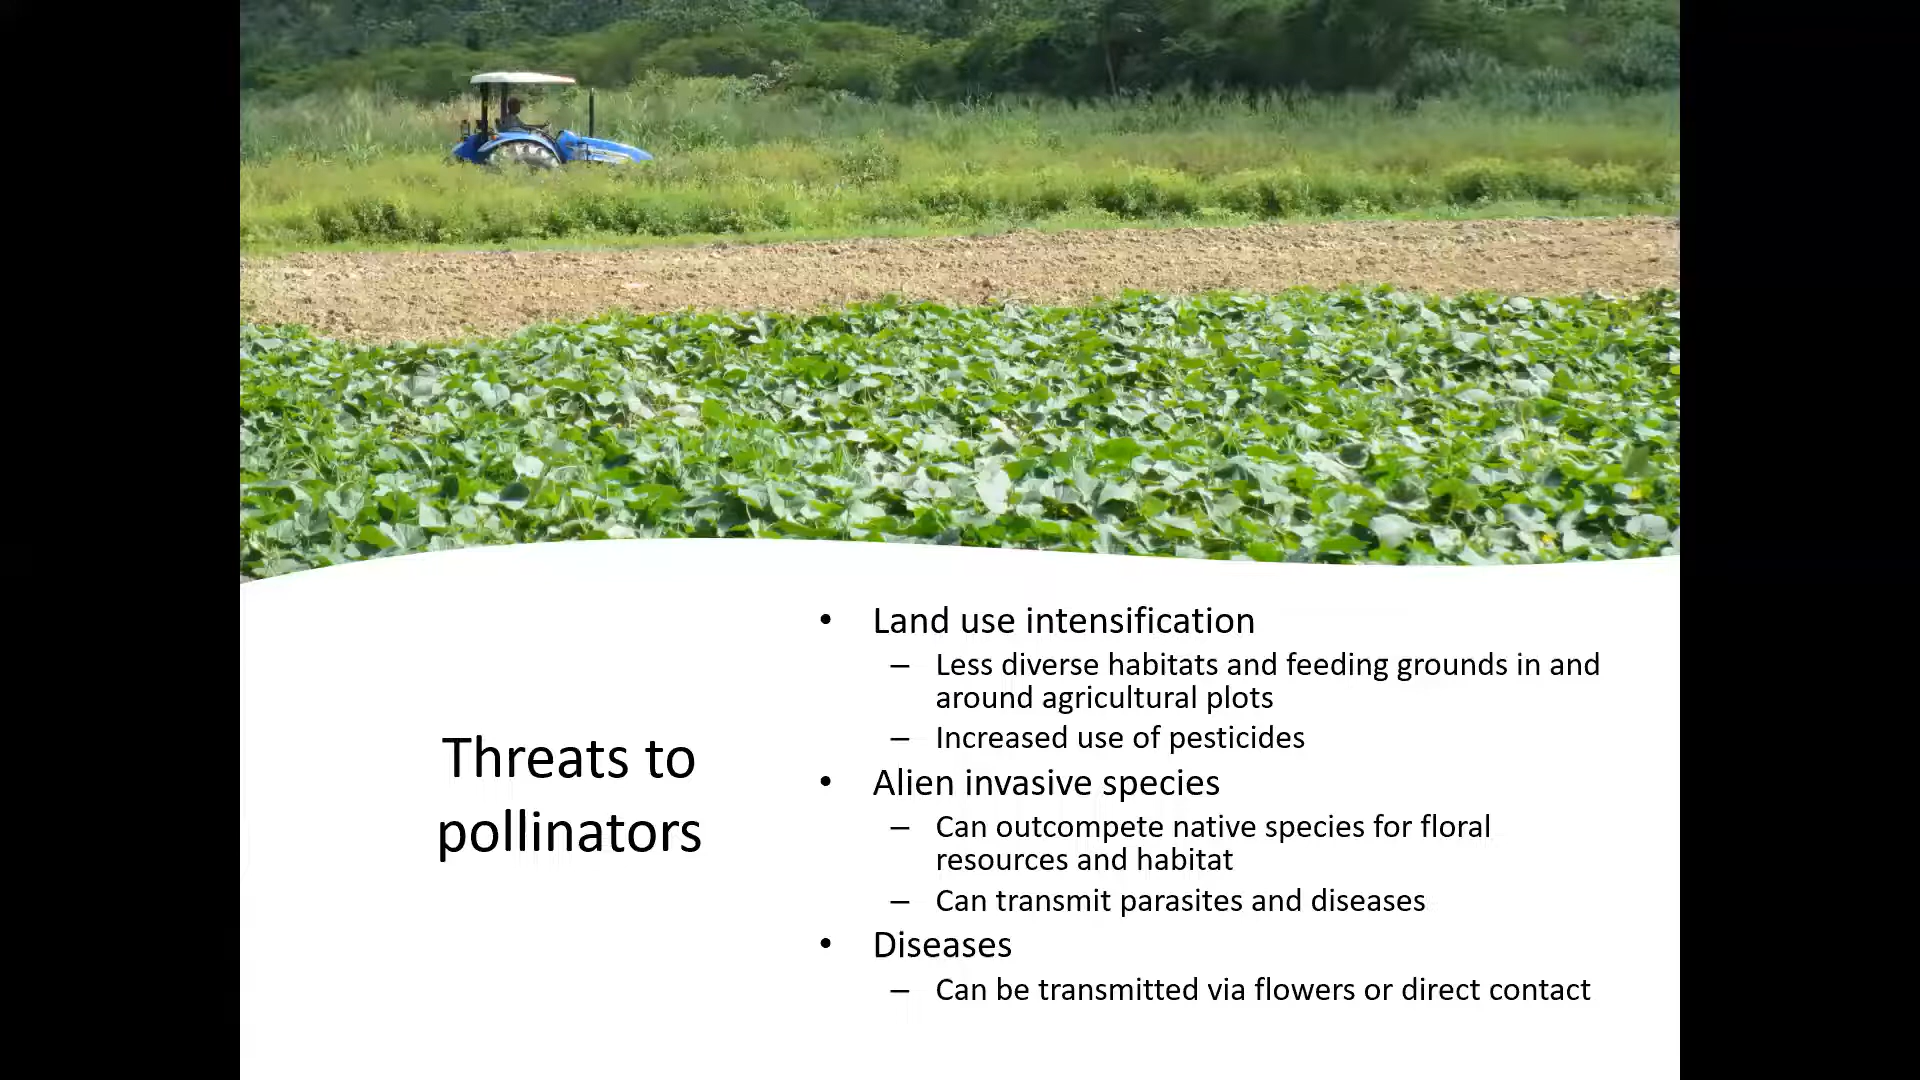 Threats to
pollinators
• Land use intensification
– Less diverse habitats and feeding grounds in and
around agricultural plots
– Increased use of pesticides
• Alien invasive species
– Can outcompete native species for floral
resources and habitat
– Can transmit parasites and diseases
• Diseases
– Can be transmitted via flowers or direct contact